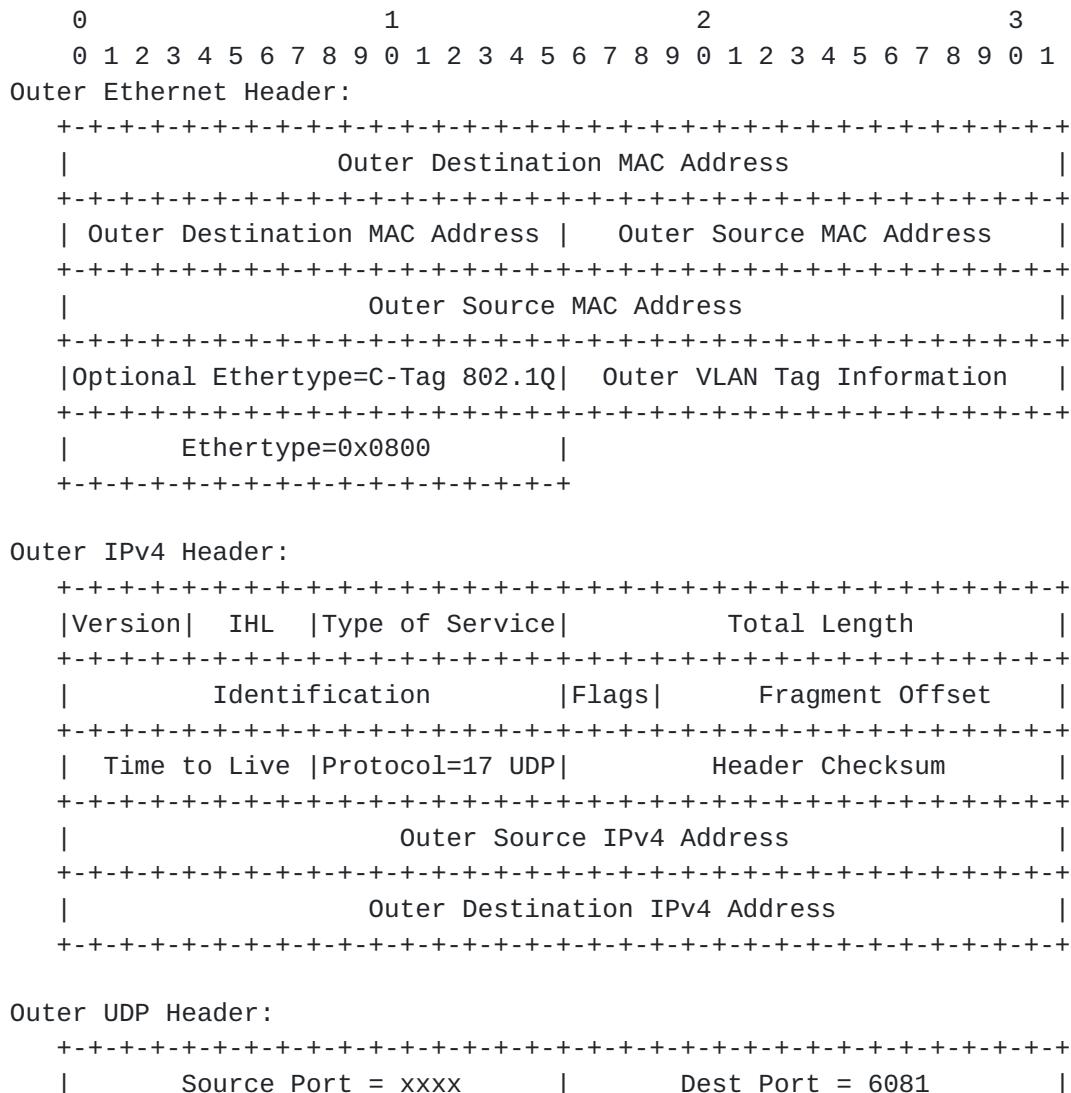 0                   1                   2                   3
    0 1 2 3 4 5 6 7 8 9 0 1 2 3 4 5 6 7 8 9 0 1 2 3 4 5 6 7 8 9 0 1
Outer Ethernet Header:
   +-+-+-+-+-+-+-+-+-+-+-+-+-+-+-+-+-+-+-+-+-+-+-+-+-+-+-+-+-+-+-+-+
   |                 Outer Destination MAC Address                 |
   +-+-+-+-+-+-+-+-+-+-+-+-+-+-+-+-+-+-+-+-+-+-+-+-+-+-+-+-+-+-+-+-+
   | Outer Destination MAC Address |   Outer Source MAC Address    |
   +-+-+-+-+-+-+-+-+-+-+-+-+-+-+-+-+-+-+-+-+-+-+-+-+-+-+-+-+-+-+-+-+
   |                   Outer Source MAC Address                    |
   +-+-+-+-+-+-+-+-+-+-+-+-+-+-+-+-+-+-+-+-+-+-+-+-+-+-+-+-+-+-+-+-+
   |Optional Ethertype=C-Tag 802.1Q|  Outer VLAN Tag Information   |
   +-+-+-+-+-+-+-+-+-+-+-+-+-+-+-+-+-+-+-+-+-+-+-+-+-+-+-+-+-+-+-+-+
   |       Ethertype=0x0800        |
   +-+-+-+-+-+-+-+-+-+-+-+-+-+-+-+-+

Outer IPv4 Header:
   +-+-+-+-+-+-+-+-+-+-+-+-+-+-+-+-+-+-+-+-+-+-+-+-+-+-+-+-+-+-+-+-+
   |Version|  IHL  |Type of Service|          Total Length         |
   +-+-+-+-+-+-+-+-+-+-+-+-+-+-+-+-+-+-+-+-+-+-+-+-+-+-+-+-+-+-+-+-+
   |         Identification        |Flags|      Fragment Offset    |
   +-+-+-+-+-+-+-+-+-+-+-+-+-+-+-+-+-+-+-+-+-+-+-+-+-+-+-+-+-+-+-+-+
   |  Time to Live |Protocol=17 UDP|         Header Checksum       |
   +-+-+-+-+-+-+-+-+-+-+-+-+-+-+-+-+-+-+-+-+-+-+-+-+-+-+-+-+-+-+-+-+
   |                     Outer Source IPv4 Address                 |
   +-+-+-+-+-+-+-+-+-+-+-+-+-+-+-+-+-+-+-+-+-+-+-+-+-+-+-+-+-+-+-+-+
   |                   Outer Destination IPv4 Address              |
   +-+-+-+-+-+-+-+-+-+-+-+-+-+-+-+-+-+-+-+-+-+-+-+-+-+-+-+-+-+-+-+-+

Outer UDP Header:
   +-+-+-+-+-+-+-+-+-+-+-+-+-+-+-+-+-+-+-+-+-+-+-+-+-+-+-+-+-+-+-+-+
   |       Source Port = xxxx      |       Dest Port = 6081        |